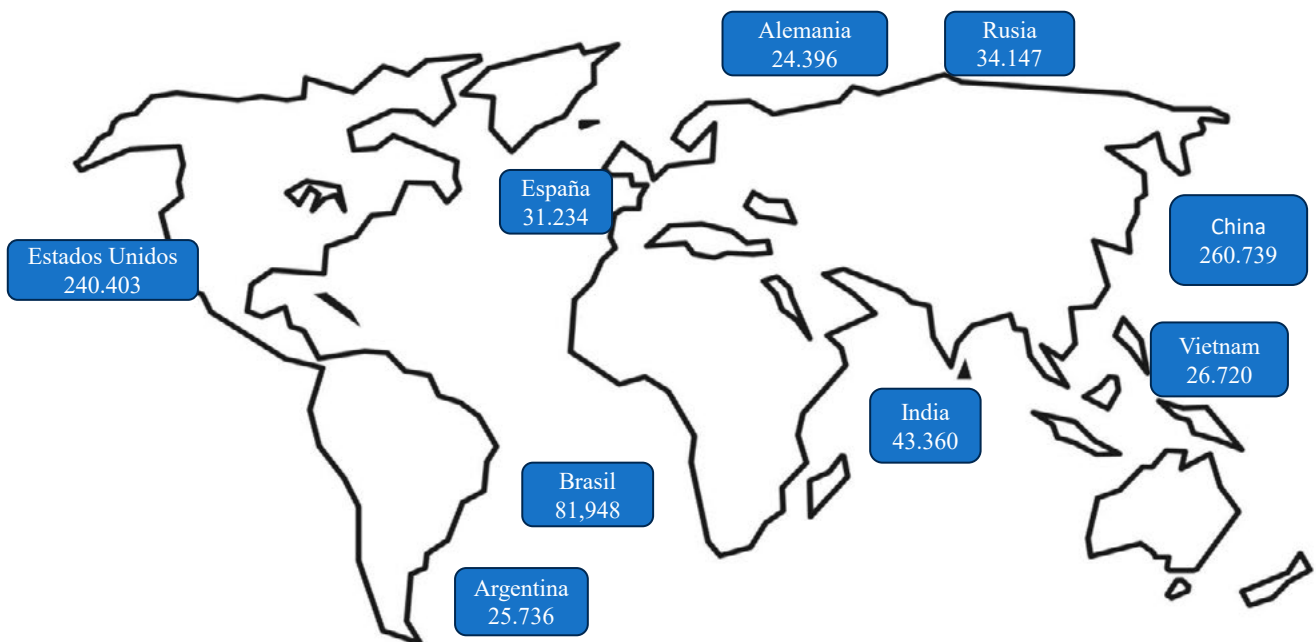 Alemania
24.396
Rusia
34.147
España
31.234
China
260.739
Estados Unidos
240.403
Vietnam
26.720
India
43.360
Brasil
81,948
Argentina
25.736